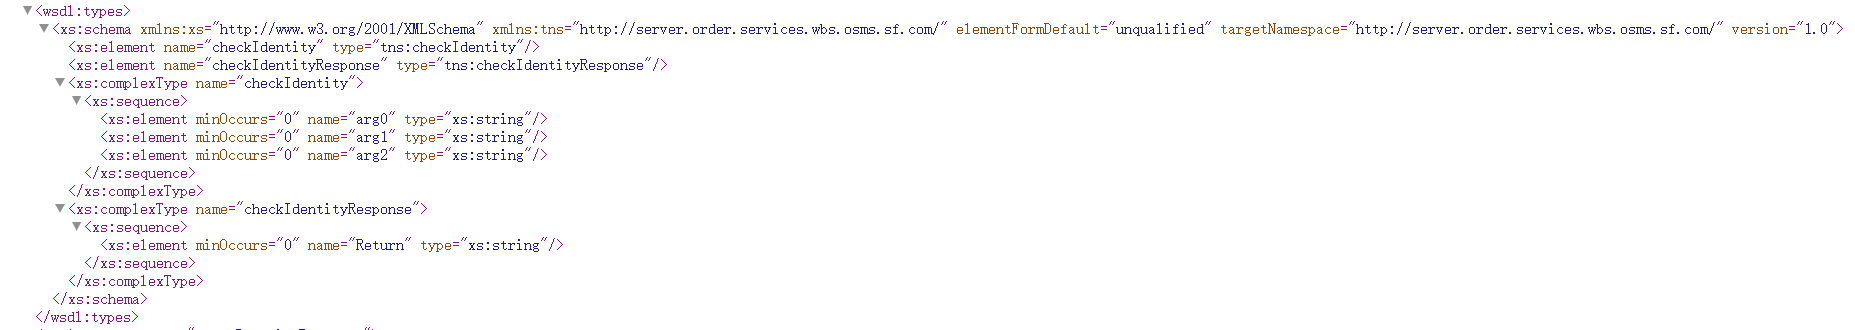 ▼<wsdl:types>
▼<xs:schema xmlns:xs="http://www.w3.org/2001/XMLSchema" xmlns:tns="http://server.order.services.wbs.osms.sf.com/" elementFormDefault="unqualified" targetNamespace="http://server.order.services.wbs.osms.sf.com/" version="1.0">
<xs:element name="checkIdentity" type="tns:checkIdentity"/>
<xs:element name="checkIdentityResponse" type="tns:checkIdentityResponse"/>
▼<xs:complexType name="checkIdentity">
▼<xs:sequence>
<xs:element minOccurs="0" name="arg0" type="xs:string"/>
<xs:element minOccurs="0" name="arg1" type="xs:string"/>
<xs:element minOccurs="0" name="arg2" type="xs:string"/>
</xs:sequence>
</xs:complexType>
▼<xs:complexType name="checkIdentityResponse">
▼<xs:sequence>
<xs:element minOccurs="0" name="Return" type="xs:string"/>
</xs:sequence>
</xs:complexType>
</xs:schema>
</wsdl:types>